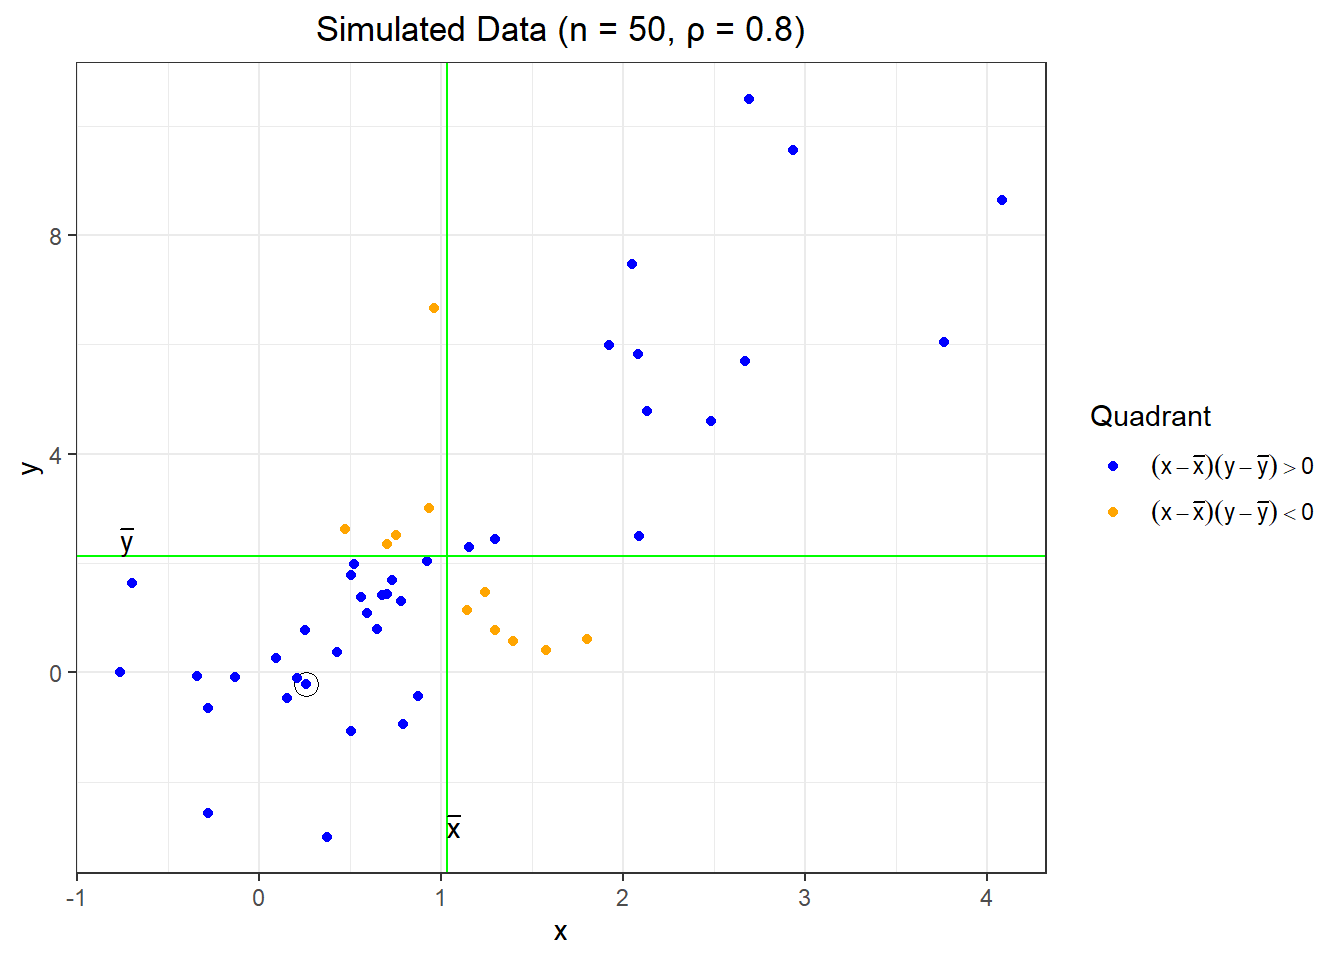 Simulated Data (n = 50, ρ = 0.8)
8
4
0
y
y̅
x̅
-1 0 1 2 3 4
x
Quadrant
(x − x̅)(y − y̅) > 0
(x − x̅)(y − y̅) < 0